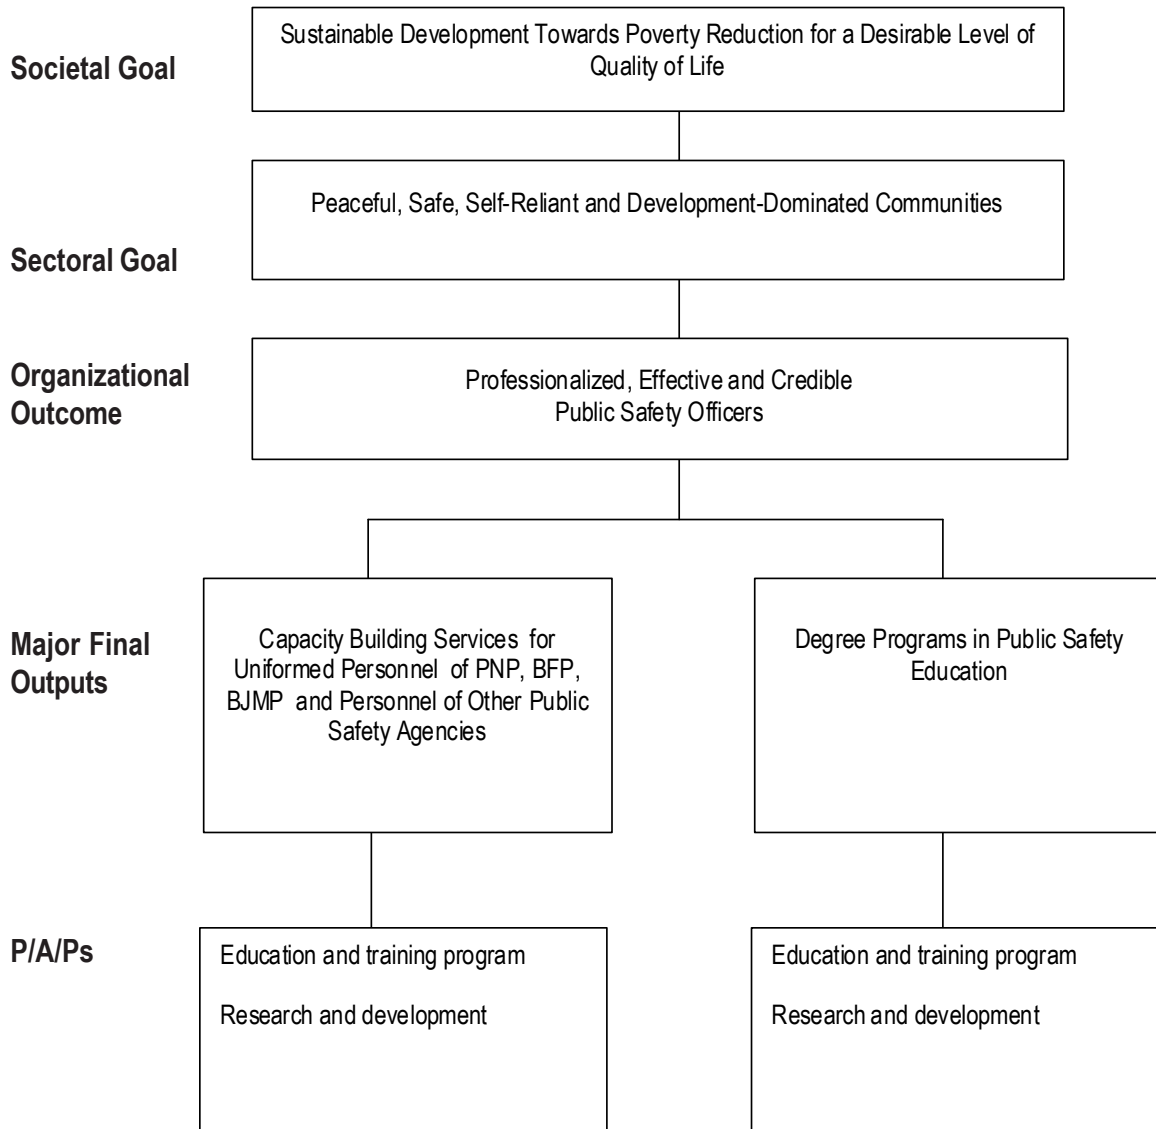 Societal Goal
Sustainable Development Towards Poverty Reduction for a Desirable Level of
Quality of Life
Sectoral Goal
Peaceful, Safe, Self-Reliant and Development-Dominated Communities
Organizational
Outcome
Professionalized, Effective and Credible
Public Safety Officers
Major Final
Outputs
Capacity Building Services for
Uniformed Personnel of PNP, BFP,
BJMP and Personnel of Other Public
Safety Agencies
Degree Programs in Public Safety
Education
P/A/Ps
Education and training program
Research and development
Education and training program
Research and development